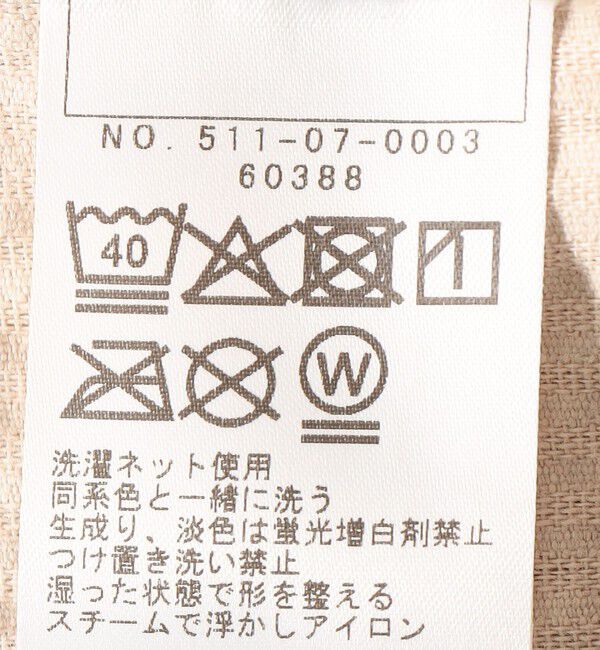 NO. 511-07-0003
60388
40
W
洗濯ネット使用
同系色と一緒に洗う
生成り、淡色は蛍光増白剤禁止
つけ置き洗い禁止
湿った状態で形を整える
スチームで浮かしアイロン